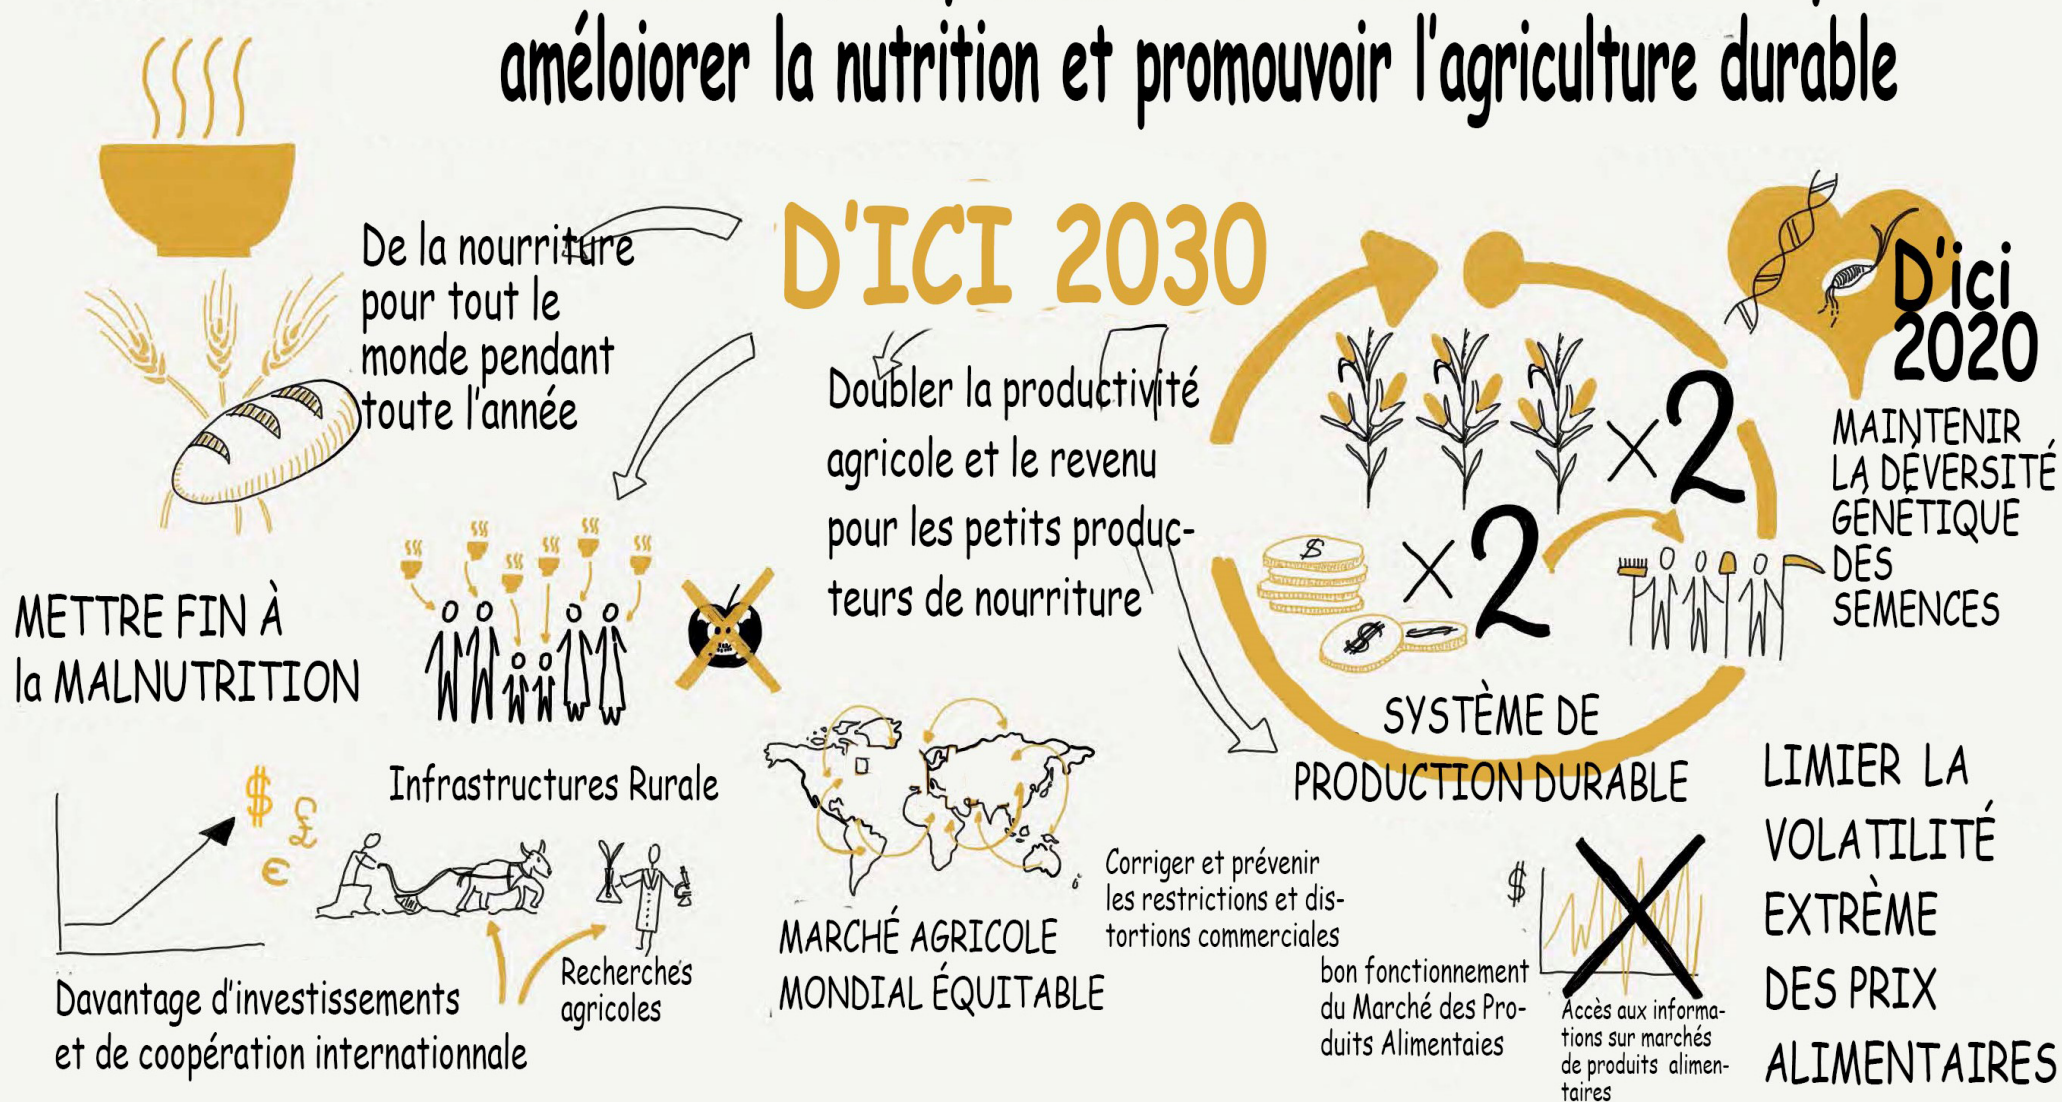 améloiorer la nutrition et promouvoir l'agriculture durable
D'ICI 2030
De la nourriture
pour tout le
monde pendant
toute l'année
Doubler la productivité
agricole et le revenu
pour les petits produc-
teurs de nourriture
×2
$ ×2
$
D'ici
2020
MAINTENIR
LA DÉVERSITÉ
GÉNÉTIQUE
DES
SEMENCES
METTRE FIN À
la MALNUTRITION
SYSTÈME DE
PRODUCTION DURABLE
Infrastructures Rurale
$ £
€
Recherches
agricoles
Davantage d'investissements
et de coopération internationnale
MARCHÉ AGRICOLE
MONDIAL ÉQUITABLE
Corriger et prévenir
les restrictions et dis-
tortions commerciales
bon fonctionnement
du Marché des Pro-
duits Alimentaies
$
Accès aux informa-
tions sur marchés
de produits alimen-
taires
LIMIER LA
VOLATILITÉ
EXTRÈME
DES PRIX
ALIMENTAIRES